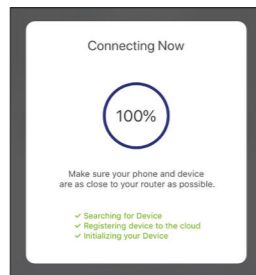 Connecting Now
100%
Make sure your phone and device
are as close to your router as possible.
✓ Searching for Device
✓ Registering device to the cloud
✓ Initializing your Device